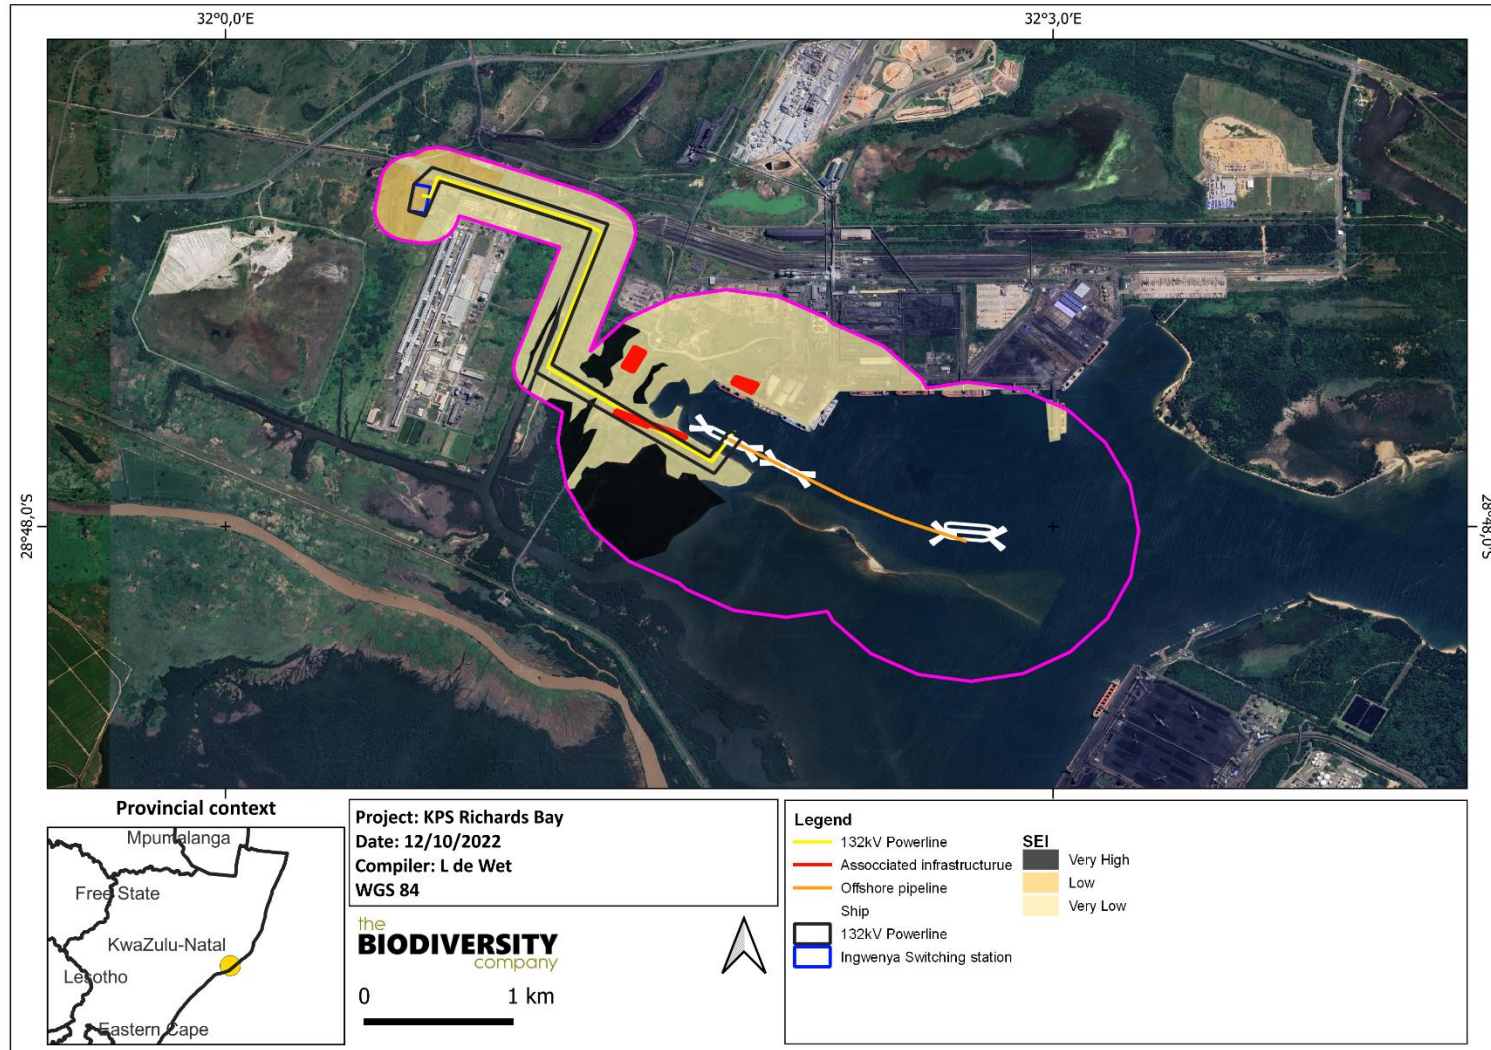 32°0,0′E
32°3,0′E
28°48,0′S
28°48,0′S
Provincial context
Mpumalanga
Free State
KwaZulu-Natal
Lesotho
Eastern Cape
Project: KPS Richards Bay
Date: 12/10/2022
Compiler: L de Wet
WGS 84
the
BIODIVERSITY
company
0 1 km
Legend
132kV Powerline
Assocciated infrastructurue
Offshore pipeline
Ship
132kV Powerline
Ingwenya Switching station
SEI
Very High
Low
Very Low